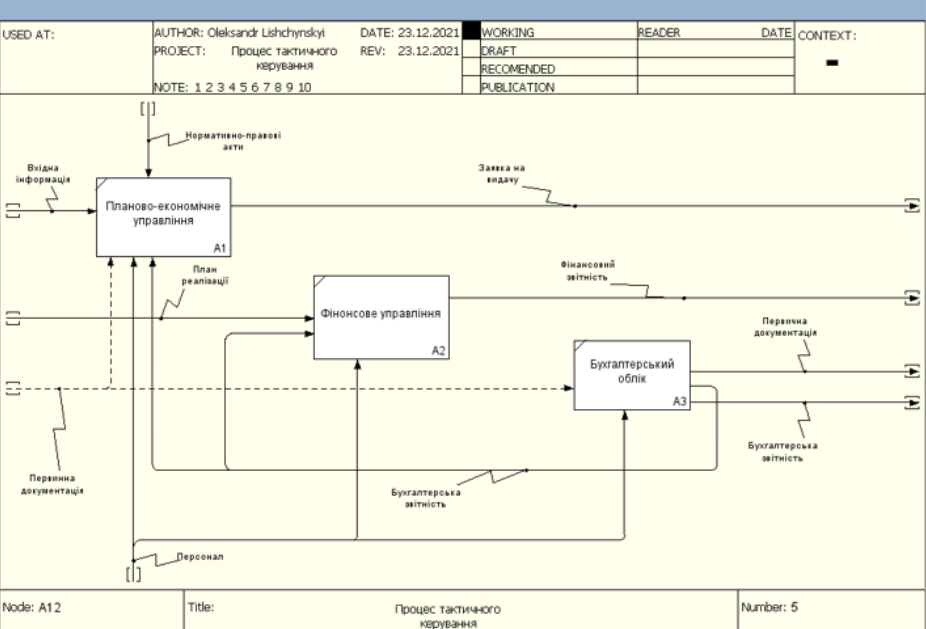 USED AT:
AUTHOR: Oleksandr Lishchynskyi
DATE: 23.12.2021
WORKING
READER
DATE
CONTEXT:
PROJECT: Процес тактичного
керування
REV: 23.12.2021
DRAFT
RECOMENDED
NOTE: 1 2 3 4 5 6 7 8 9 10
PUBLICATION
Нормативно-правові
акти
Вхідна
інформація
Заявка на
видачу
Планово-економічне
управління
A1
План
реалізації
Фінансовий
звітність
Фінонсове управління
A2
Первична
документація
Бухгалтерський
облік
A3
Бухгалтерська
звітність
Первинна
документація
Бухгалтерська
звітність
Персонал
Node: A12
Title:
Процес тактичного
керування
Number: 5